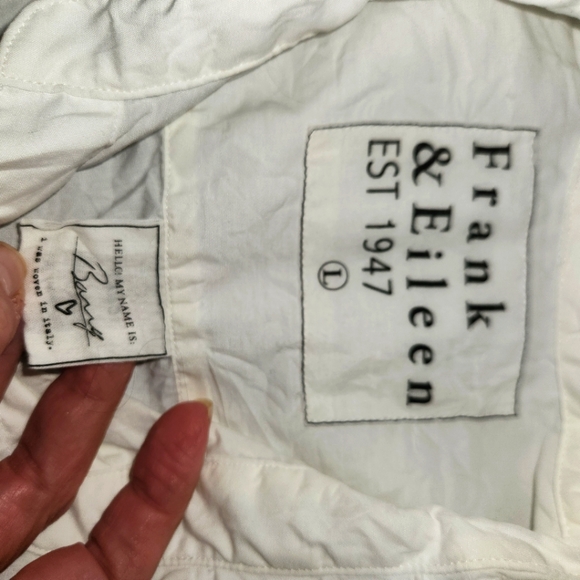 Frank
& Eileen
EST 1947
L
HELLO MY NAME IS:
Barry
I was woven in italy.